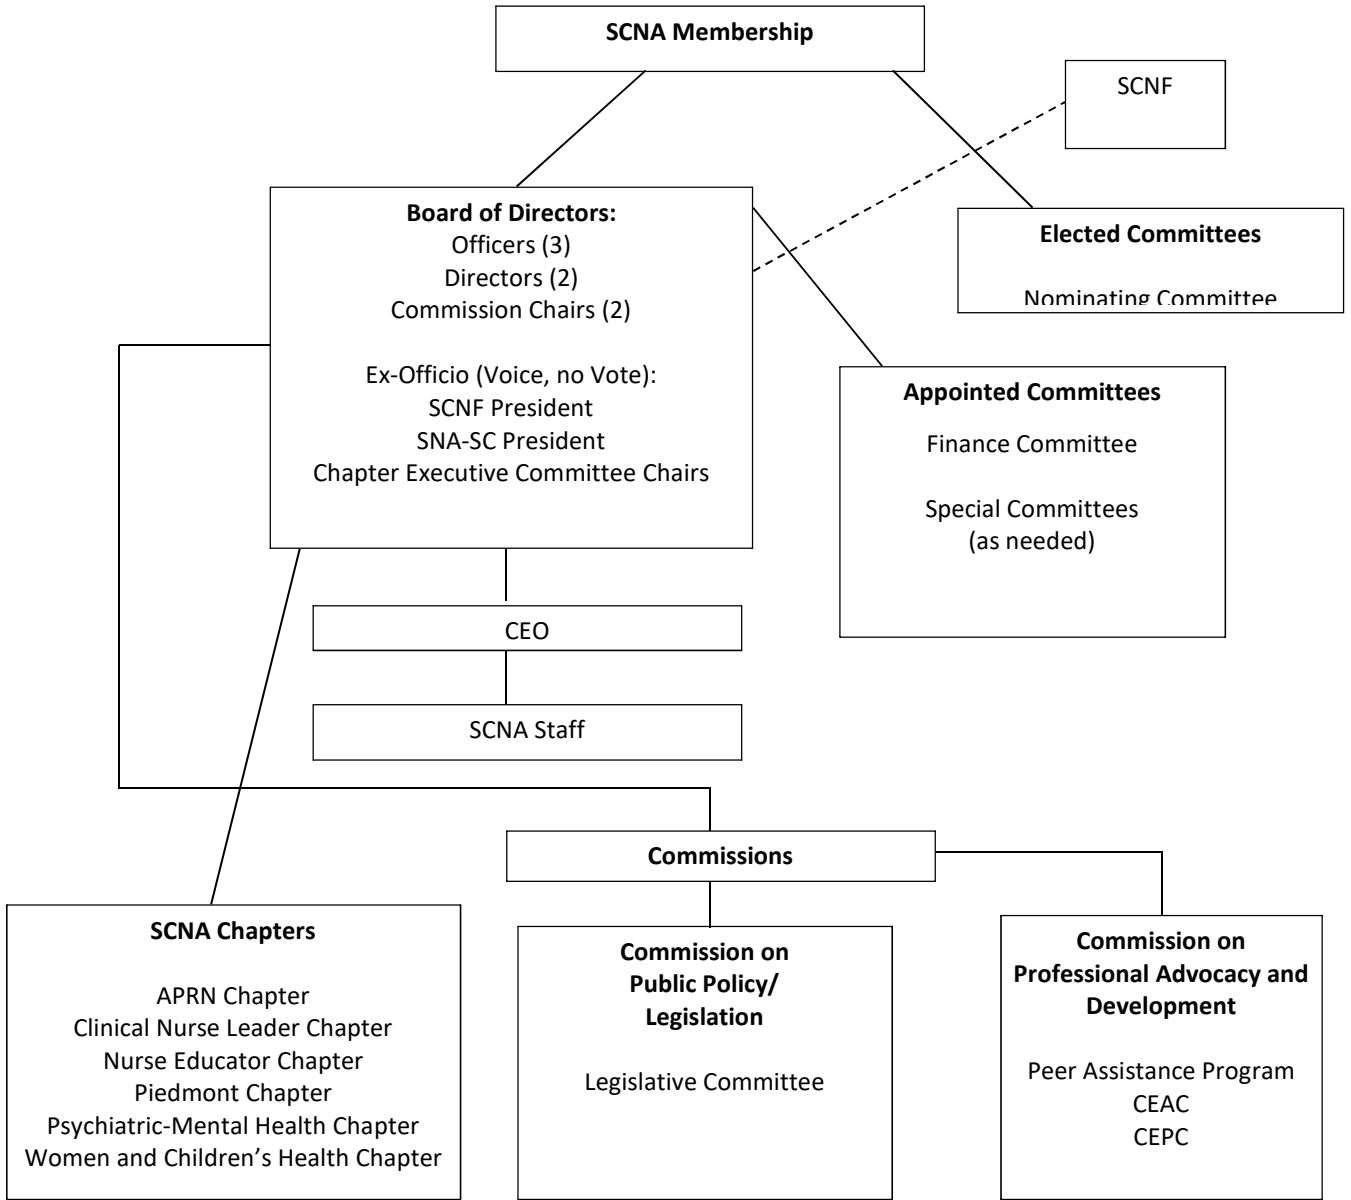 SCNA Membership
SCNF
Board of Directors:
Officers (3)
Directors (2)
Commission Chairs (2)
Ex-Officio (Voice, no Vote):
SCNF President
SNA-SC President
Chapter Executive Committee Chairs
Elected Committees
Nominating Committee
Appointed Committees
Finance Committee
Special Committees
(as needed)
CEO
SCNA Staff
Commissions
SCNA Chapters
APRN Chapter
Clinical Nurse Leader Chapter
Nurse Educator Chapter
Piedmont Chapter
Psychiatric-Mental Health Chapter
Women and Children’s Health Chapter
Commission on
Public Policy/
Legislation
Legislative Committee
Commission on
Professional Advocacy and
Development
Peer Assistance Program
CEAC
CEPC